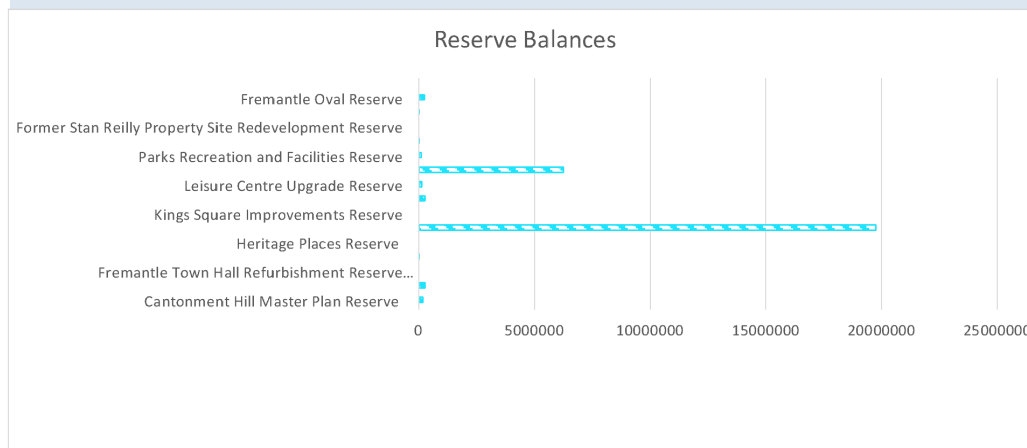 Reserve Balances
Fremantle Oval Reserve
Former Stan Reilly Property Site Redevelopment Reserve
Parks Recreation and Facilities Reserve
Leisure Centre Upgrade Reserve
Kings Square Improvements Reserve
Heritage Places Reserve
Fremantle Town Hall Refurbishment Reserve...
Cantonment Hill Master Plan Reserve
0 5000000 10000000 15000000 20000000 25000000